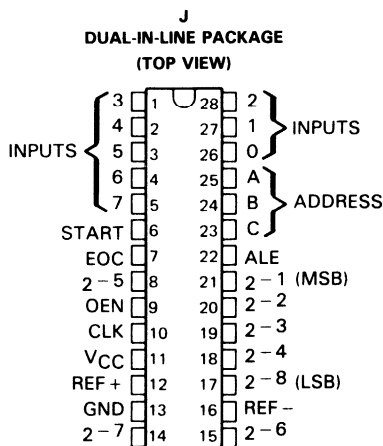 J
DUAL-IN-LINE PACKAGE
(TOP VIEW)
3 1 28 2
4 2 27 1
INPUTS 5 3 26 0 INPUTS
6 4 25 A
7 5 24 B ADDRESS
START 6 23 C
EOC 7 22 ALE
2-5 8 21 2-1 (MSB)
OEN 9 20 2-2
CLK 10 19 2-3
VCC 11 18 2-4
REF+ 12 17 2-8 (LSB)
GND 13 16 REF-
2-7 14 15 2-6